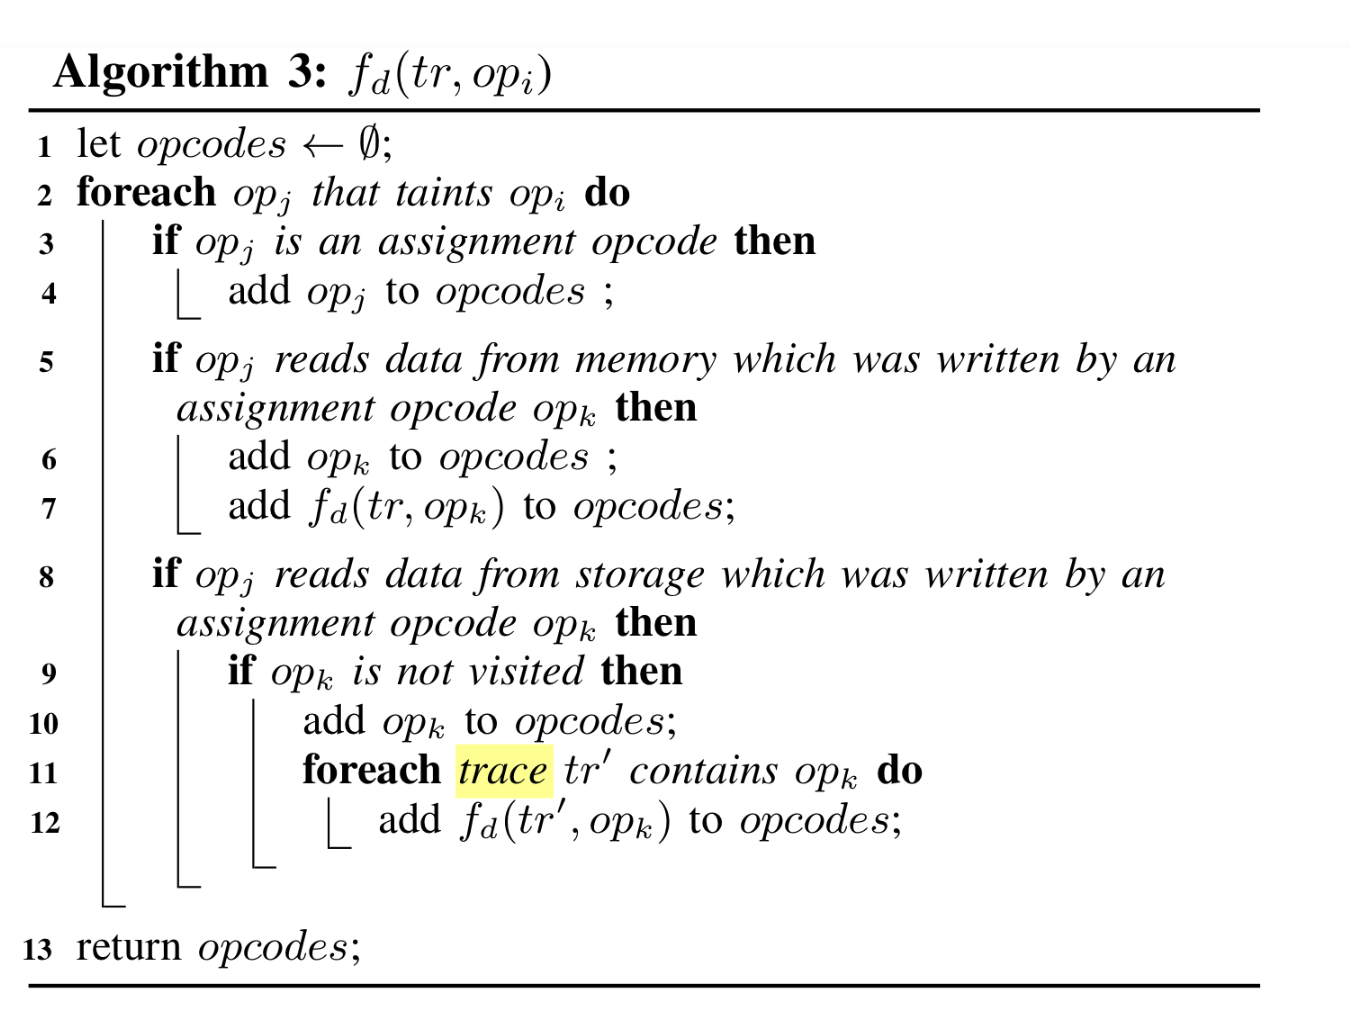 Algorithm 3: f_d(tr, op_i)
1 let opcodes ← ∅;
2 foreach op_j that taints op_i do
3 if op_j is an assignment opcode then
4 add op_j to opcodes ;
5 if op_j reads data from memory which was written by an
assignment opcode op_k then
6 add op_k to opcodes ;
7 add f_d(tr, op_k) to opcodes;
8 if op_j reads data from storage which was written by an
assignment opcode op_k then
9 if op_k is not visited then
10 add op_k to opcodes;
11 foreach trace tr′ contains op_k do
12 add f_d(tr′, op_k) to opcodes;
13 return opcodes;